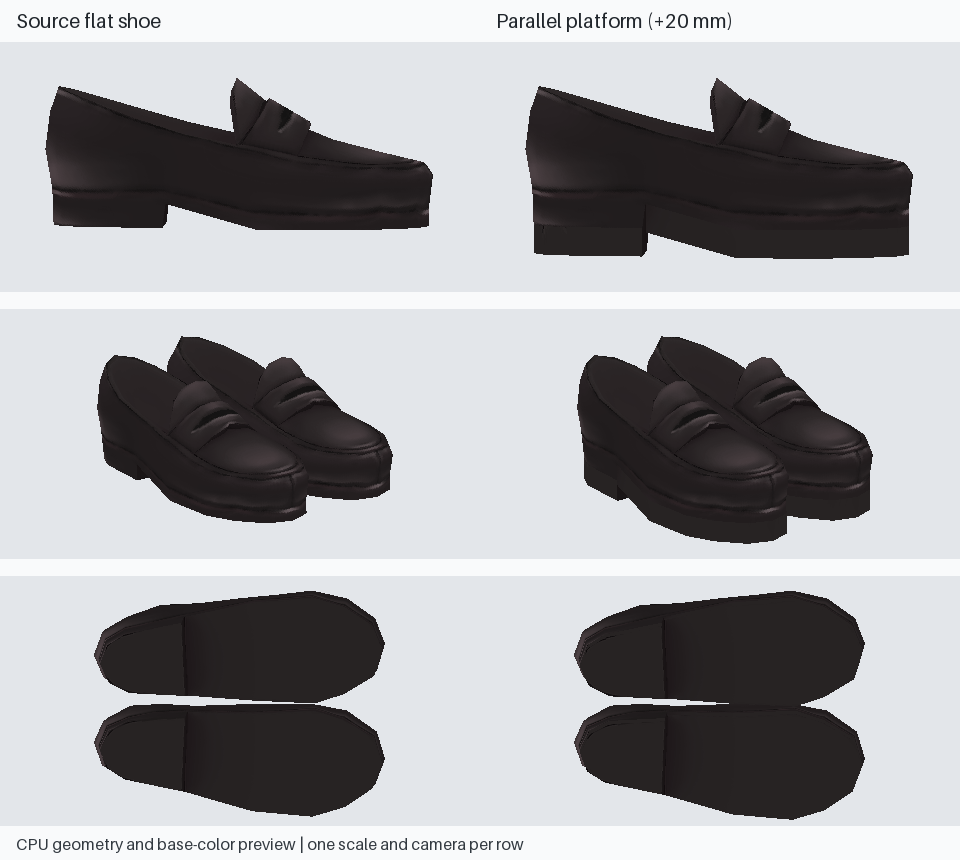 Source flat shoe
Parallel platform (+20 mm)
CPU geometry and base-color preview | one scale and camera per row